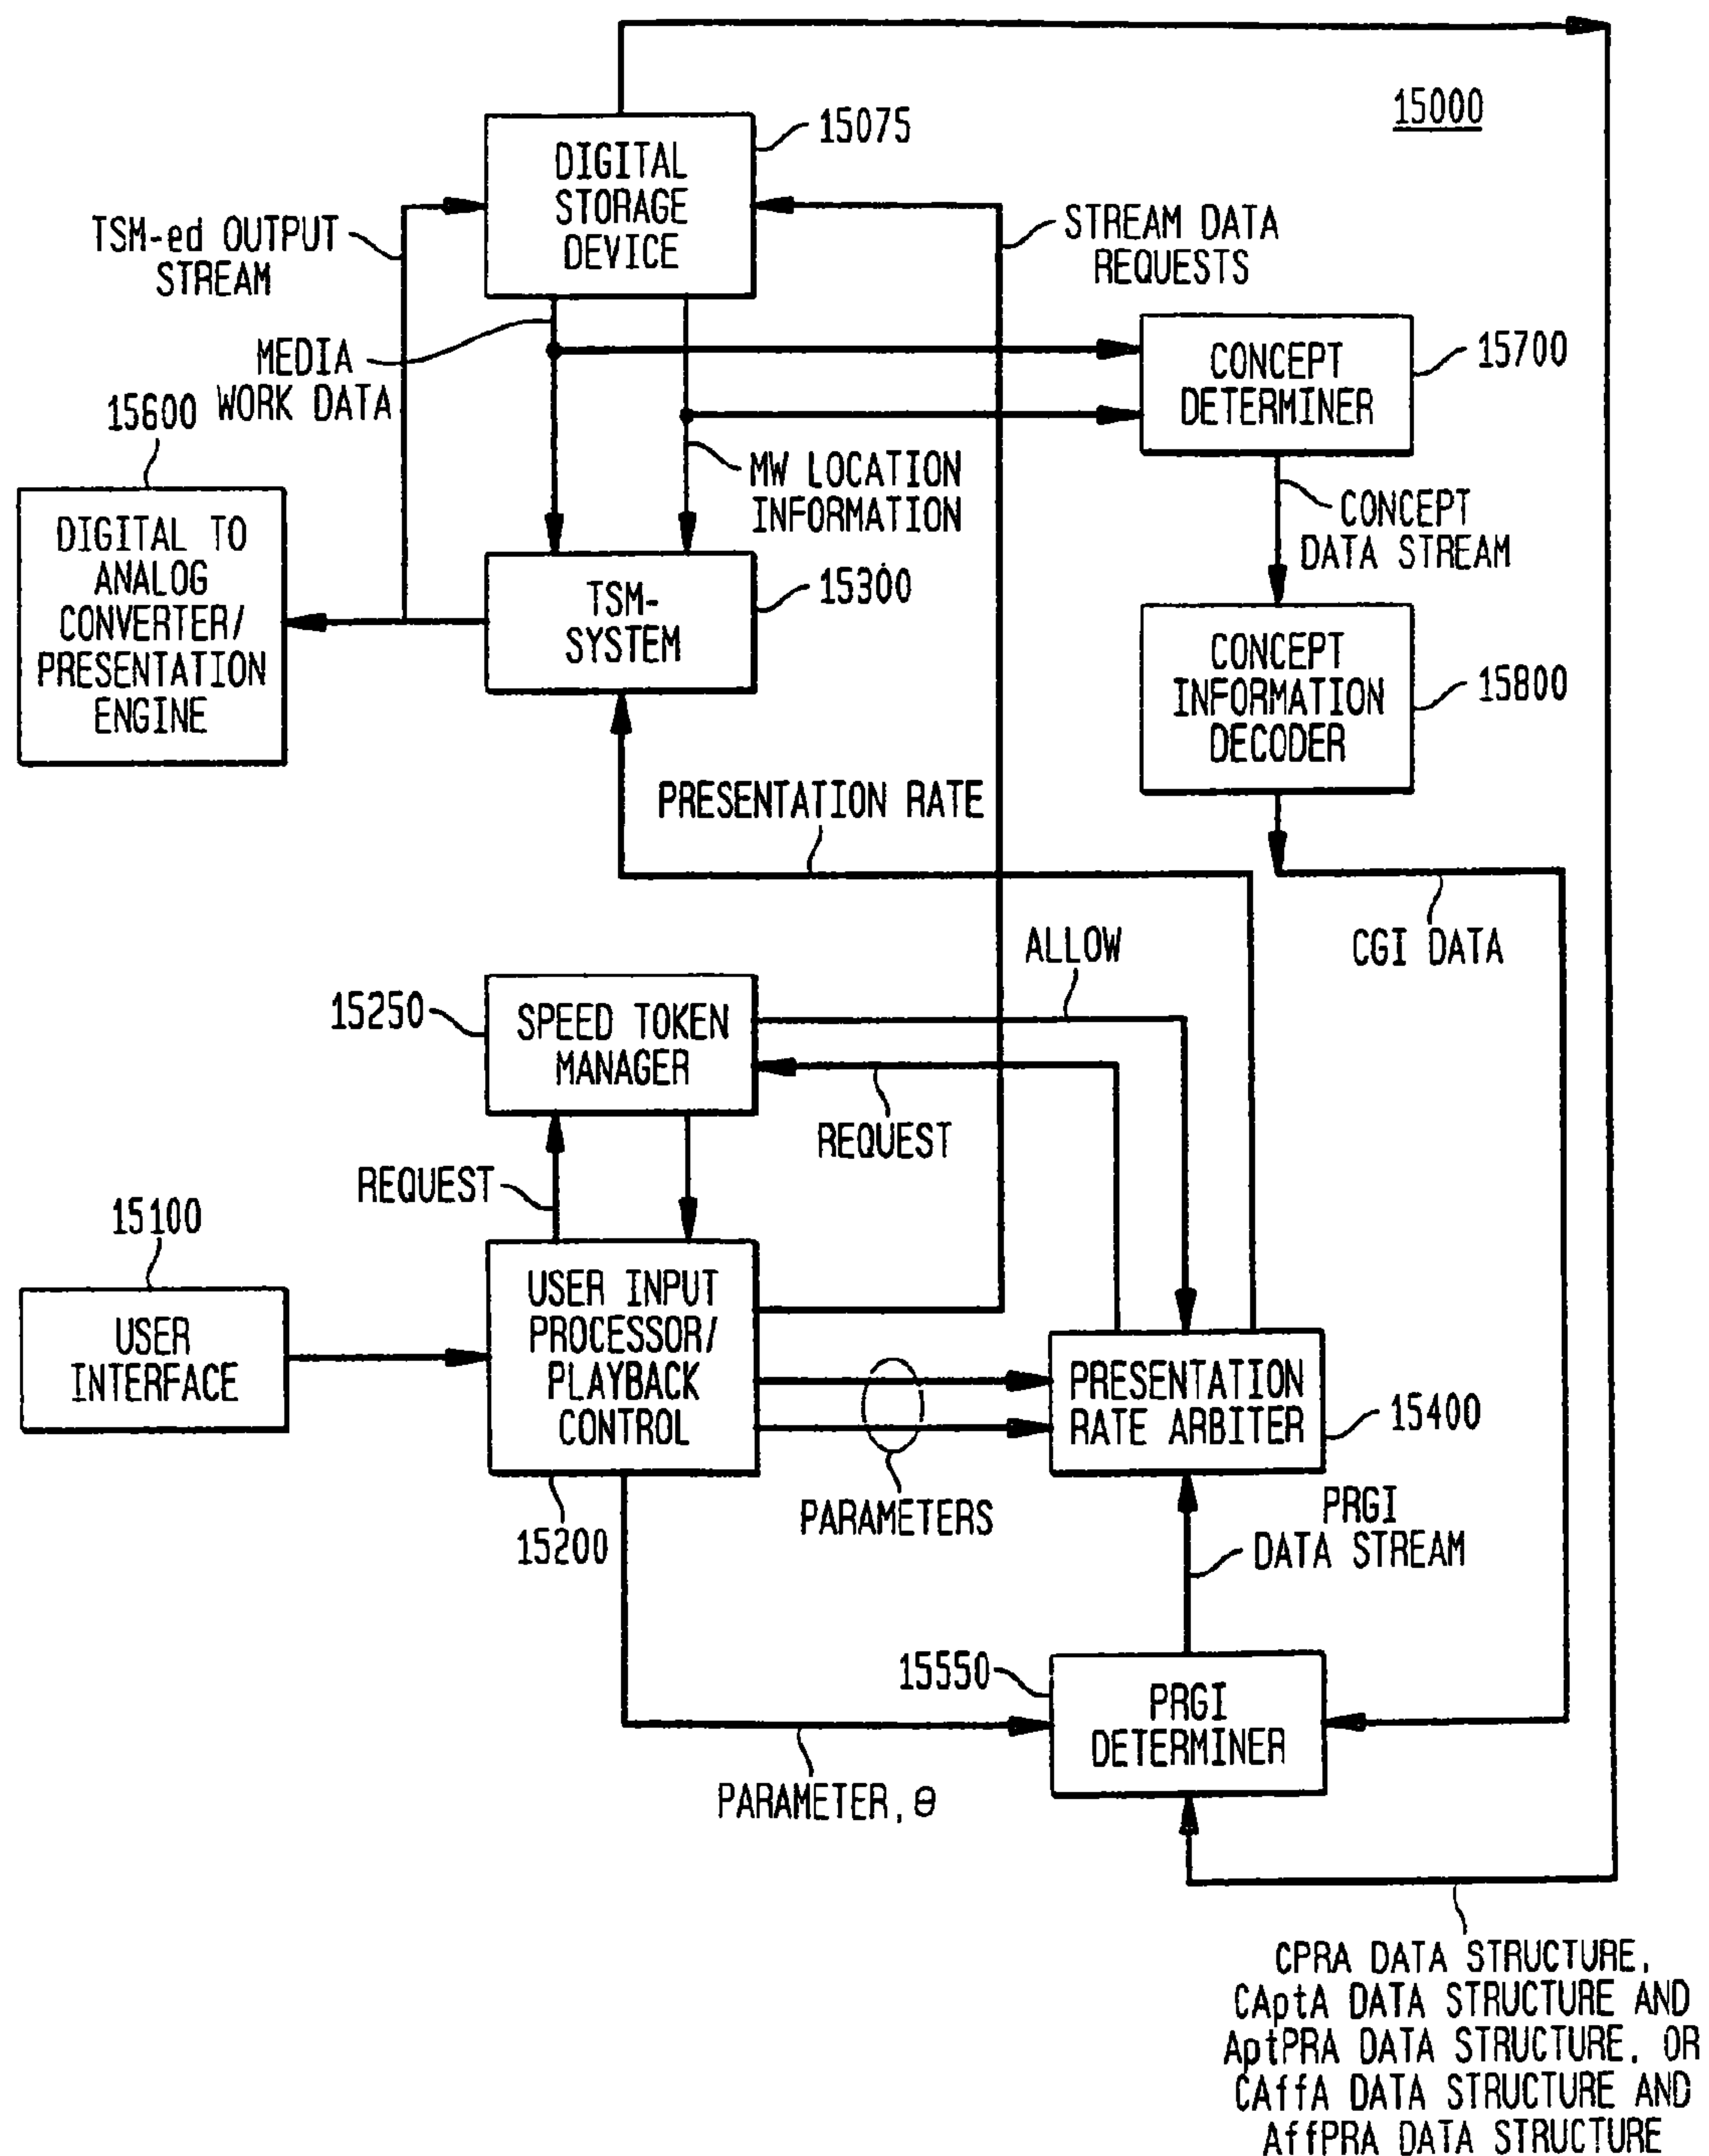 15000
15075
DIGITAL
STORAGE
DEVICE
TSM-ed OUTPUT
STREAM
STREAM DATA
REQUESTS
MEDIA
WORK DATA
CONCEPT
DETERMINER
15700
15600
MW LOCATION
INFORMATION
CONCEPT
DATA STREAM
DIGITAL TO
ANALOG
CONVERTER/
PRESENTATION
ENGINE
TSM-
SYSTEM
15300
CONCEPT
INFORMATION
DECODER
15800
PRESENTATION RATE
CGI DATA
ALLOW
15250
SPEED TOKEN
MANAGER
REQUEST
REQUEST
15100
USER
INTERFACE
USER INPUT
PROCESSOR/
PLAYBACK
CONTROL
15200
PRESENTATION
RATE ARBITER
15400
PARAMETERS
PRGI
DATA STREAM
15550
PRGI
DETERMINER
PARAMETER, θ
CPRA DATA STRUCTURE,
CAptA DATA STRUCTURE AND
AptPRA DATA STRUCTURE, OR
CAffA DATA STRUCTURE AND
AffPRA DATA STRUCTURE